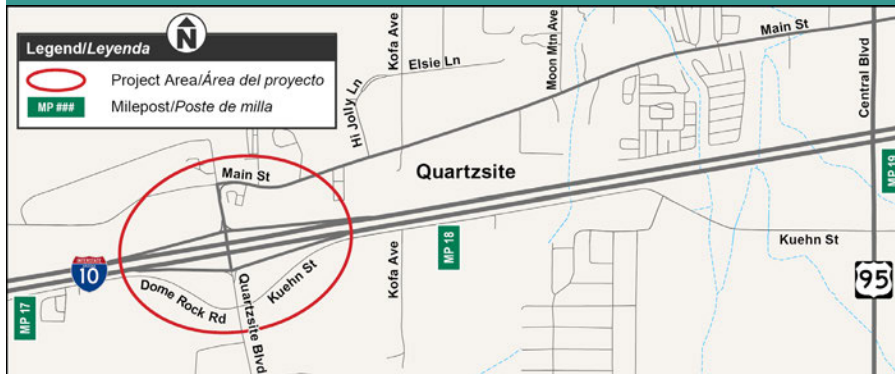 Legend/Leyenda
N
Project Area/Área del proyecto
MP ###
Milepost/Poste de milla
Kofa Ave
Elsie Ln
Hi Jolly Ln
Moon Mtn Ave
Main St
Central Blvd
Main St
Quartzsite
MP 19
MP 18
Kuehn St
INTERSTATE
10
Dome Rock Rd
Kuehn St
Quartzsite Blvd
Kofa Ave
95
MP 17